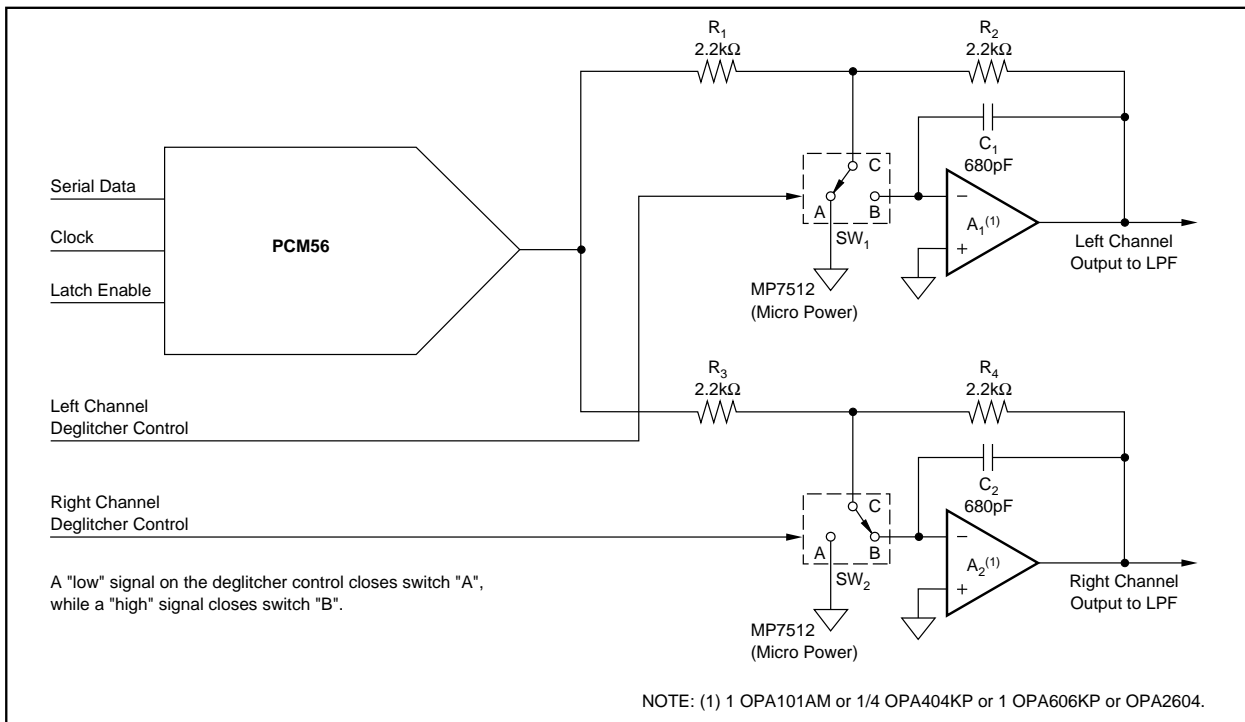 R1
2.2kΩ
R2
2.2kΩ
C1
680pF
Serial Data
Clock
Latch Enable
PCM56
A
B
C
SW1
MP7512
(Micro Power)
−
+
A1(1)
Left Channel
Output to LPF
R3
2.2kΩ
R4
2.2kΩ
Left Channel
Deglitcher Control
C2
680pF
Right Channel
Deglitcher Control
A
B
C
SW2
MP7512
(Micro Power)
−
+
A2(1)
Right Channel
Output to LPF
A "low" signal on the deglitcher control closes switch "A",
while a "high" signal closes switch "B".
NOTE: (1) 1 OPA101AM or 1/4 OPA404KP or 1 OPA606KP or OPA2604.